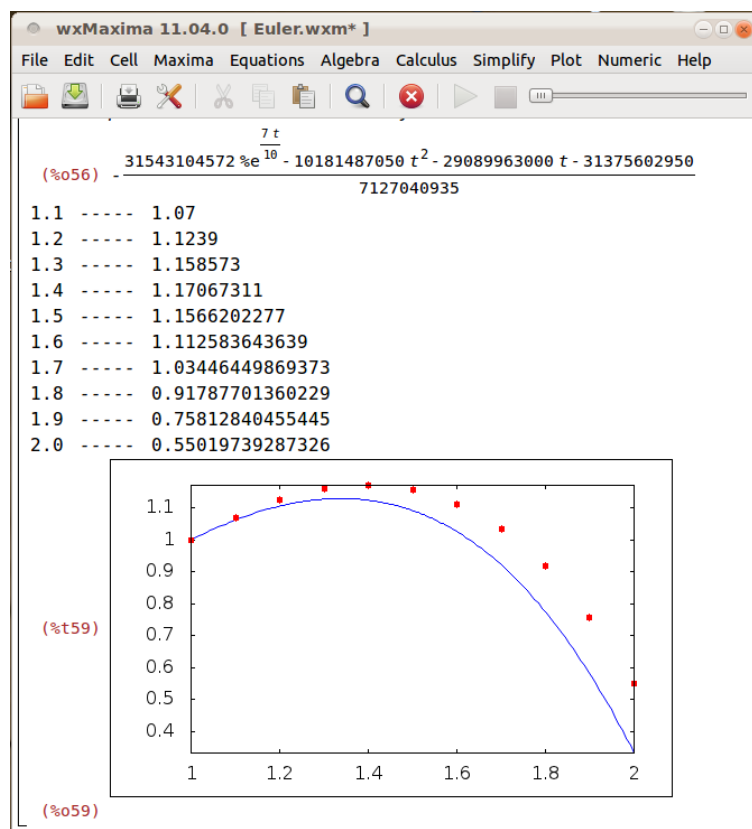 wxMaxima 11.04.0 [ Euler.wxm* ]
File Edit Cell Maxima Equations Algebra Calculus Simplify Plot Numeric Help
(%o56) -(31543104572 %e^(7 t/10) - 10181487050 t^2 - 29089963000 t - 31375602950)/7127040935
1.1 ----- 1.07
1.2 ----- 1.1239
1.3 ----- 1.158573
1.4 ----- 1.17067311
1.5 ----- 1.1566202277
1.6 ----- 1.112583643639
1.7 ----- 1.03446449869373
1.8 ----- 0.91787701360229
1.9 ----- 0.75812840455445
2.0 ----- 0.55019739287326
1.1
1
0.9
0.8
(%t59)
0.7
0.6
0.5
0.4
1 1.2 1.4 1.6 1.8 2
(%o59)